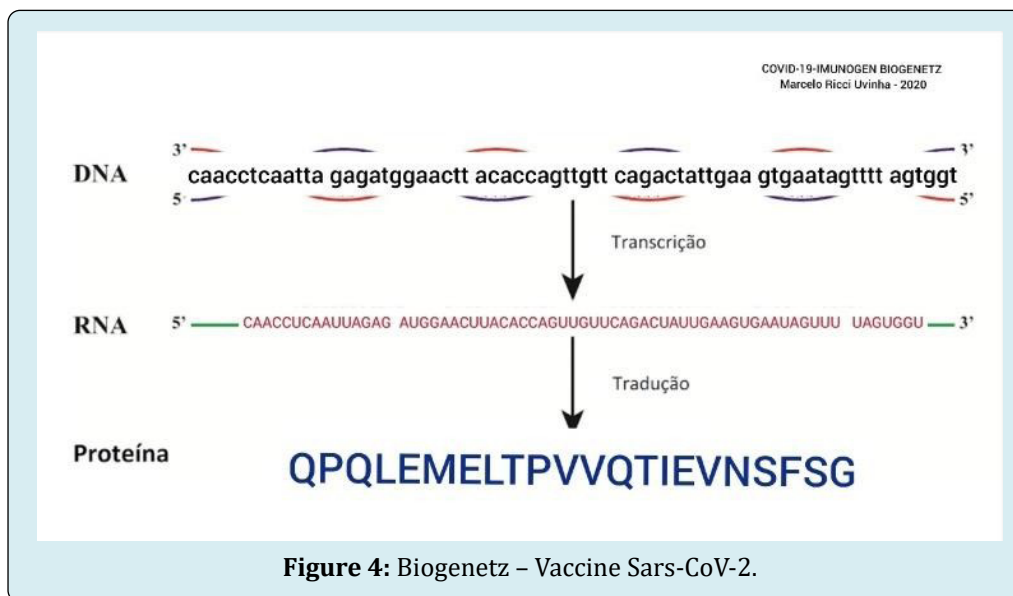 COVID-19-IMUNOGEN BIOGENETZ
Marcelo Ricci Uvinha - 2020
3' 3'
DNA caacctcaatta gagatggaactt acaccagttgtt cagactattgaa gtgaatagtttt agtggt
5 5'
Transcrição
RNA 5' CAACCUCAAUUAGAG AUGGAACUUACACCAGUUGUUCAGACUAUUGAAGUGAAUAGUUU UAGUGGU 3'
Tradução
Proteína QPQLEMELTPVVQTIEVNSFSG
Figure 4: Biogenetz – Vaccine Sars-CoV-2.